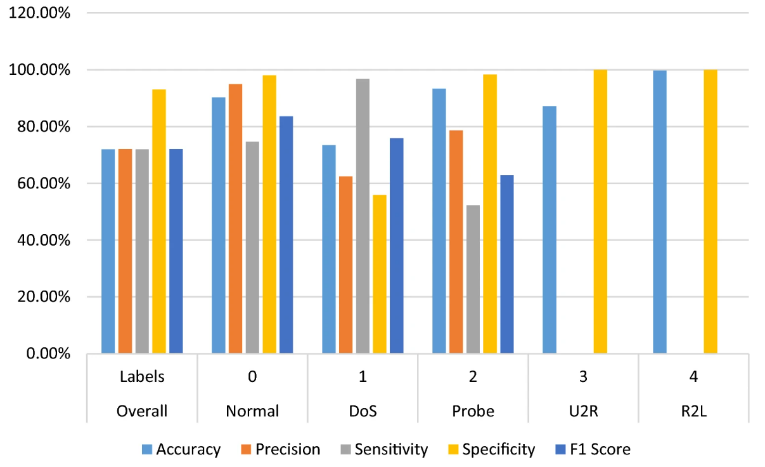 120.00%
100.00%
80.00%
60.00%
40.00%
20.00%
0.00%
Labels 0 1 2 3 4
Overall Normal DoS Probe U2R R2L
Accuracy Precision Sensitivity Specificity F1 Score